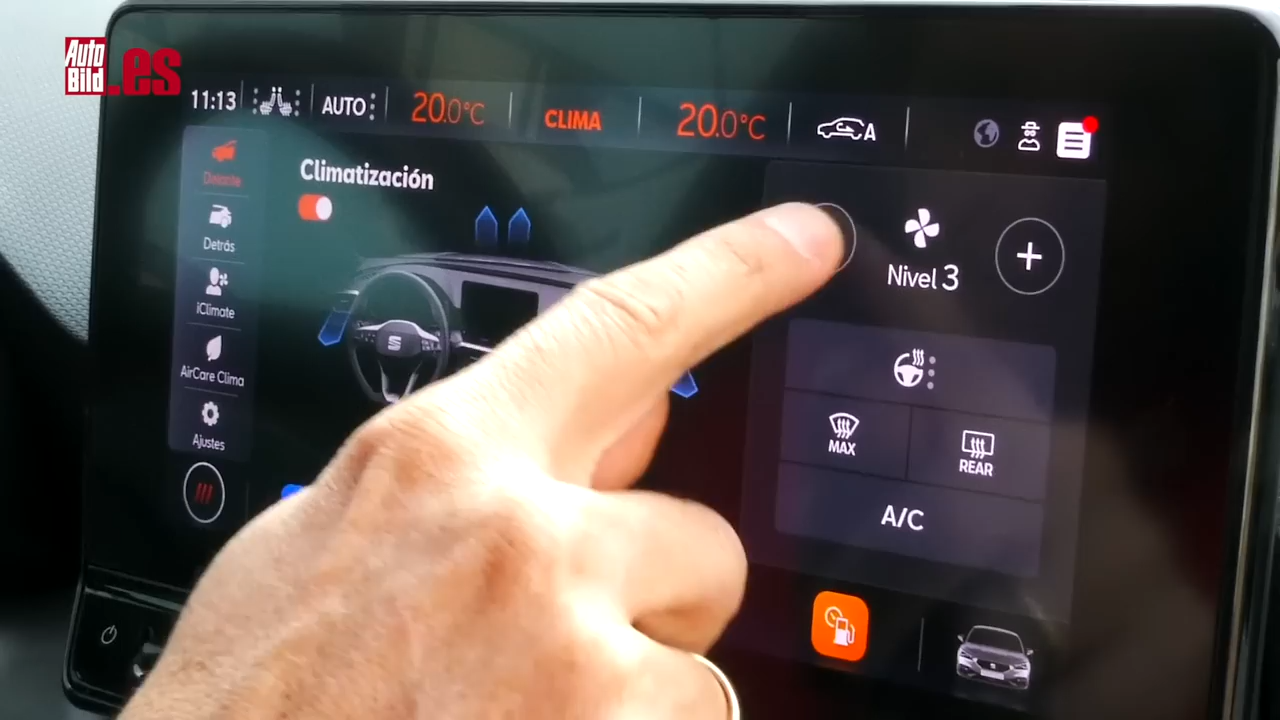 Auto
Bild.es
11:13 AUTO 20.0°C CLIMA 20.0°C A
Climatización
Delante
Detrás
iClimate
AirCare Clima
Ajustes
Nivel 3
MAX
REAR
A/C